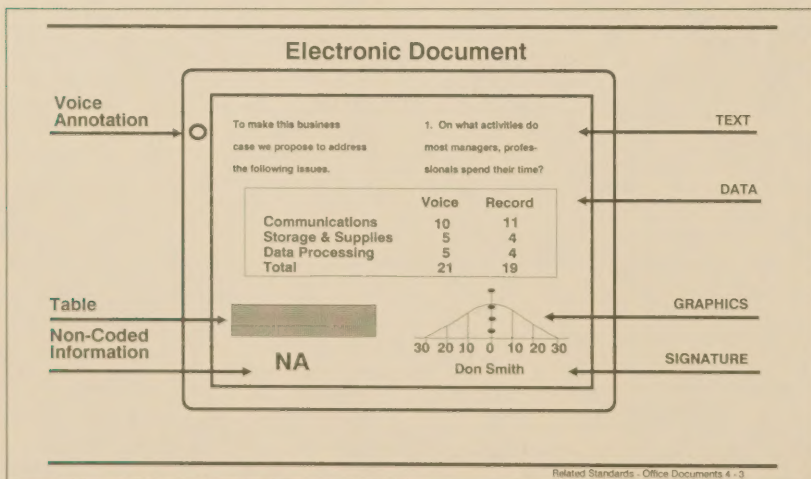 Electronic Document
Voice
Annotation
To make this business
case we propose to address
the following issues.
1. On what activities do
most managers, profes-
sionals spend their time?
TEXT
DATA
Voice Record
Communications 10 11
Storage & Supplies 5 4
Data Processing 5 4
Total 21 19
Table
Non-Coded
Information
NA
30 20 10 0 10 20 30
Don Smith
GRAPHICS
SIGNATURE
Related Standards - Office Documents 4 - 3